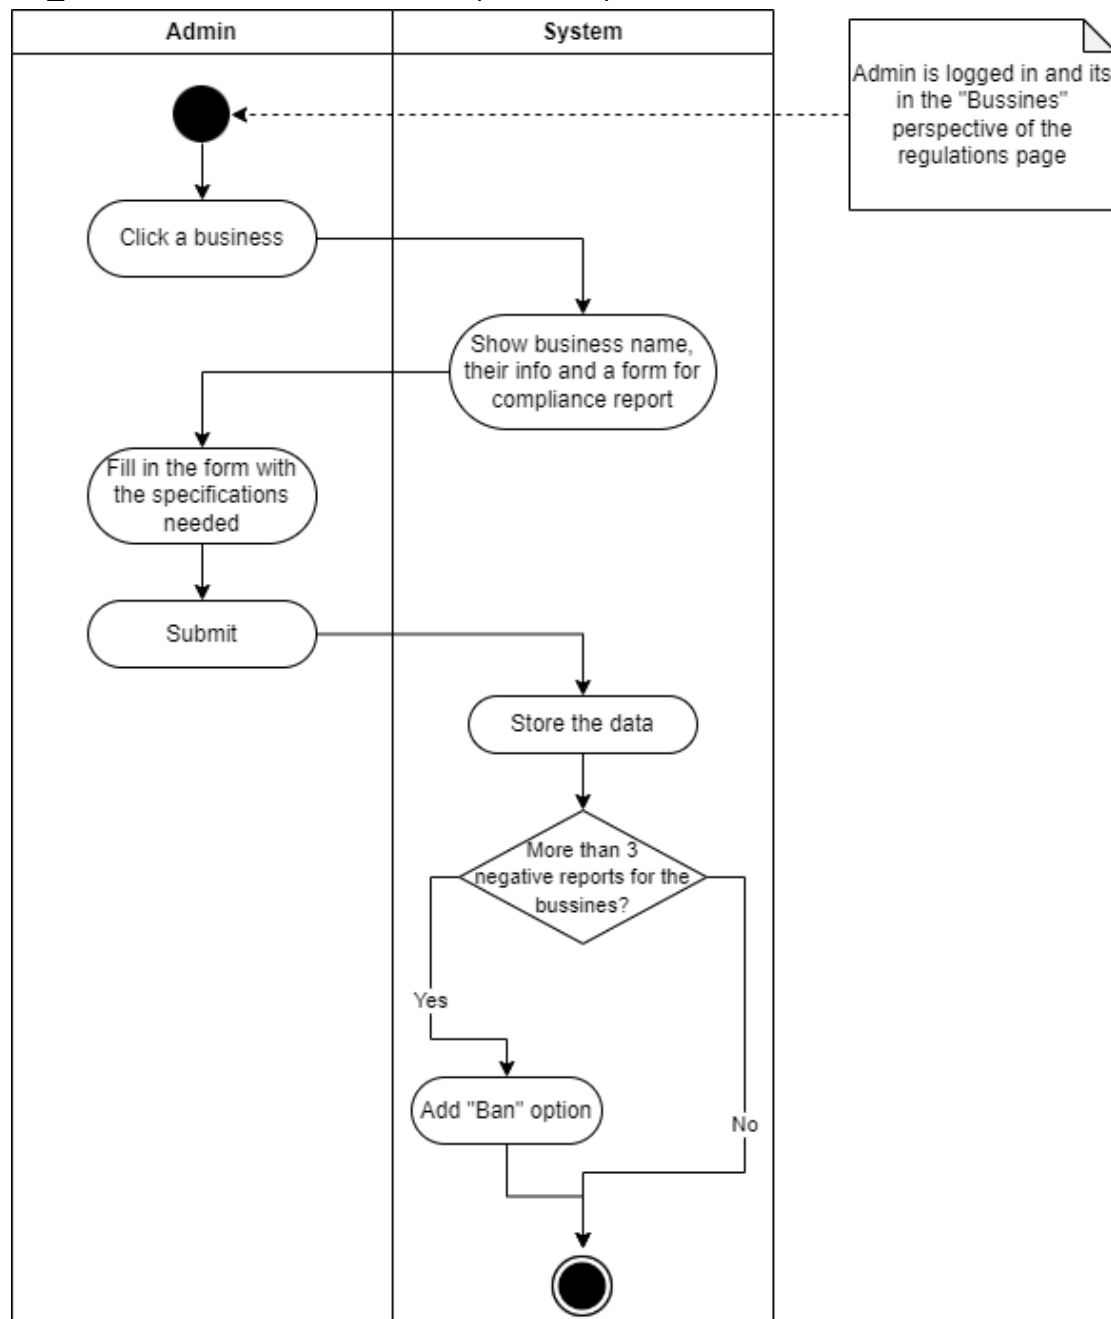 Admin
System
Admin is logged in and its
in the "Bussines"
perspective of the
regulations page
Click a business
Show business name,
their info and a form for
compliance report
Fill in the form with
the specifications
needed
Submit
Store the data
More than 3
negative reports for the
bussines?
Yes
Add "Ban" option
No